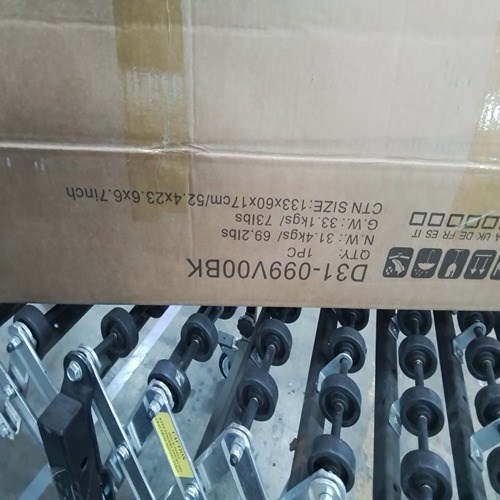 D31-099V00BK
QTY: 1PC
N.W.: 31.4kgs/ 69.2lbs
G.W.: 33.1kgs/ 73lbs
CTN SIZE:133x60x17cm/52.4x23.6x6.7inch
UK DE FR ES IT